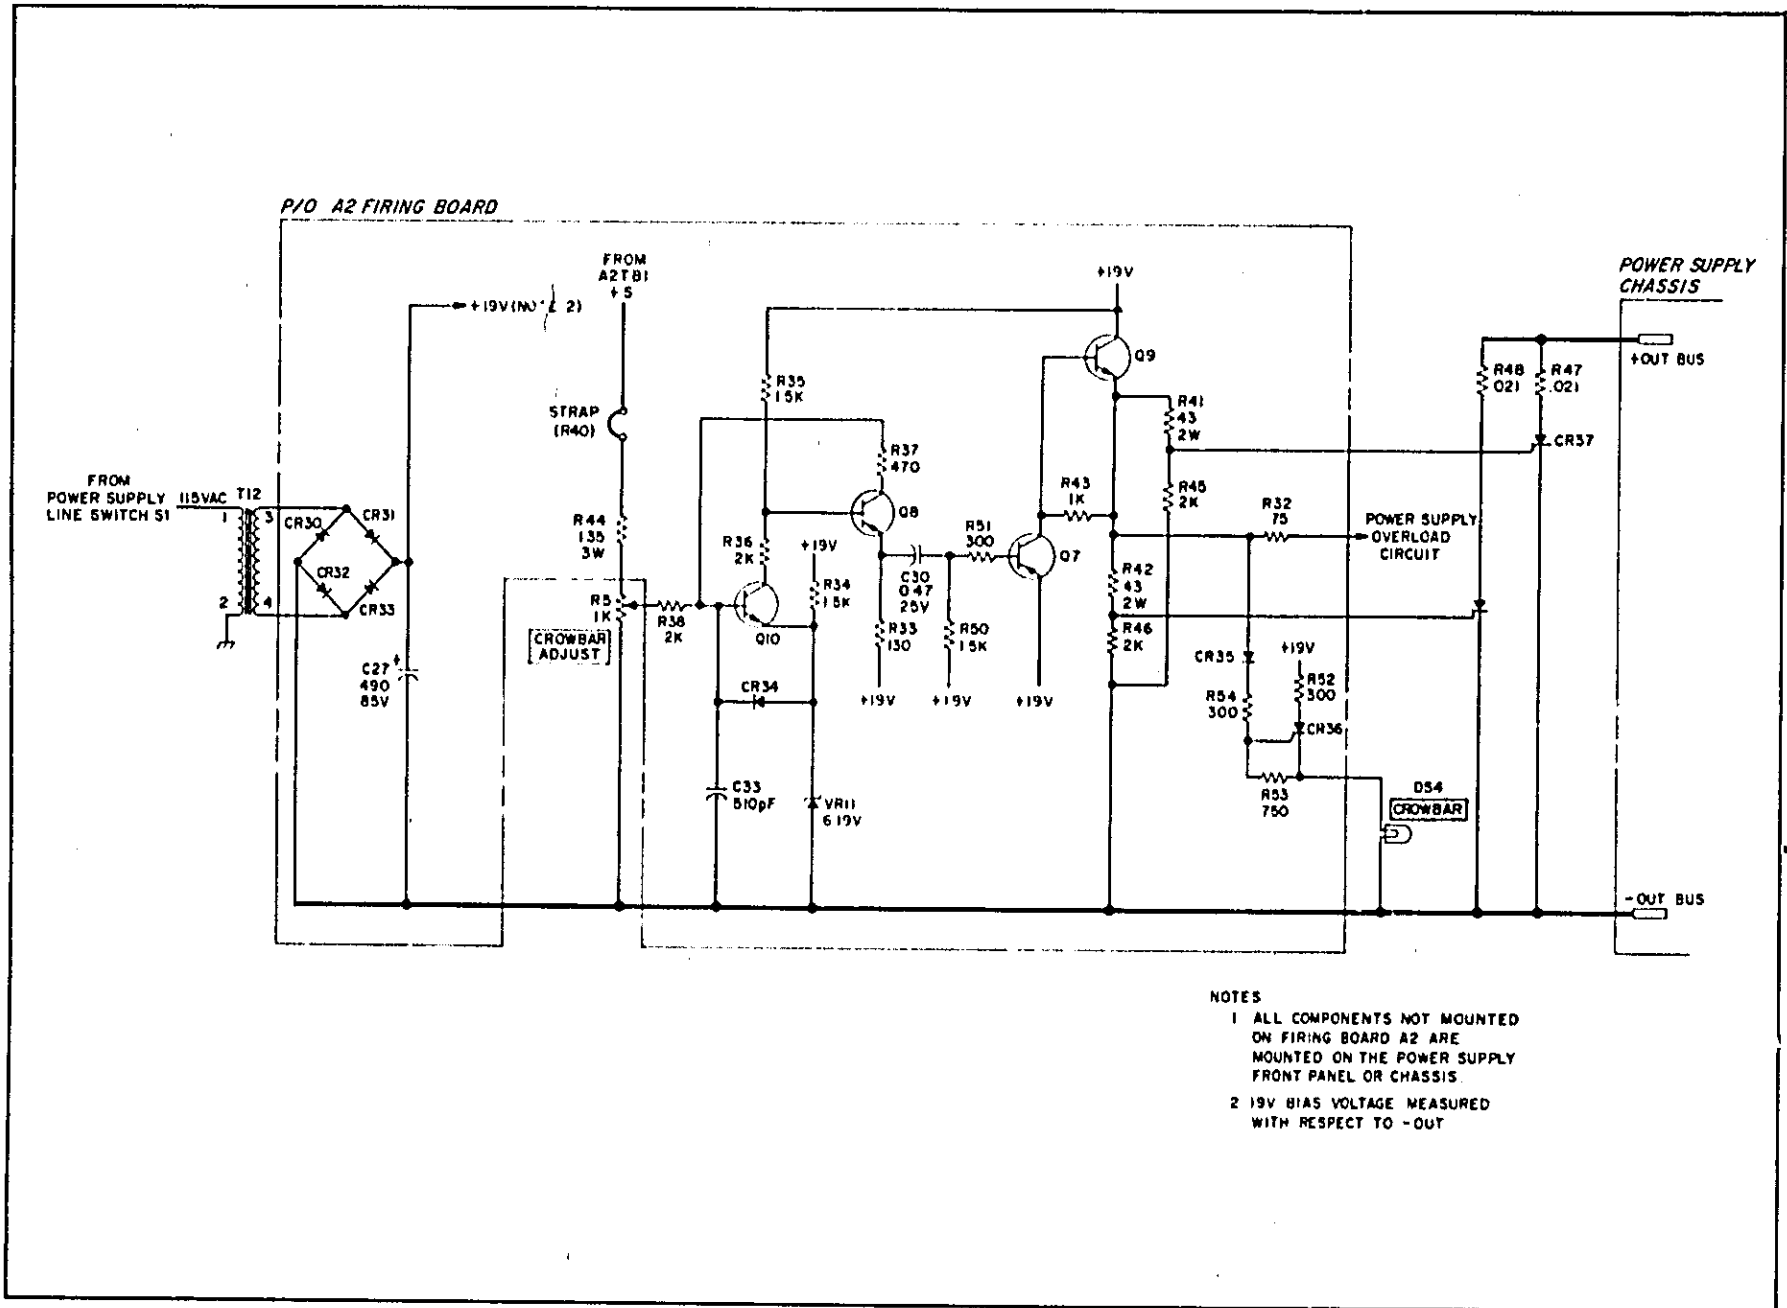 P/O A2 FIRING BOARD
FROM
A2TB1
+S
+19V
POWER SUPPLY
CHASSIS
+19V (NOTE 2)
Q9
+OUT BUS
R48
.021
R47
.021
R35
1.5K
STRAP
(R40)
R41
43
2W
CR37
R37
470
FROM
POWER SUPPLY
LINE SWITCH S1
115VAC
T12
1
3
2
4
CR30
CR31
CR32
CR33
R44
135
3W
Q8
R43
1K
R45
2K
R32
75
POWER SUPPLY
OVERLOAD
CIRCUIT
R36
2K
+19V
R51
300
Q7
R34
1.5K
C30
0.47
25V
R42
43
2W
R5
1K
R38
2K
Q10
R33
130
R50
1.5K
R46
2K
CROWBAR
ADJUST
C27
490
85V
+
CR34
+19V
+19V
+19V
CR35
+19V
R52
300
R54
300
CR36
C33
510pF
VR11
6.19V
R53
750
DS4
CROWBAR
-OUT BUS
NOTES
1 ALL COMPONENTS NOT MOUNTED
ON FIRING BOARD A2 ARE
MOUNTED ON THE POWER SUPPLY
FRONT PANEL OR CHASSIS.
2 19V BIAS VOLTAGE MEASURED
WITH RESPECT TO -OUT